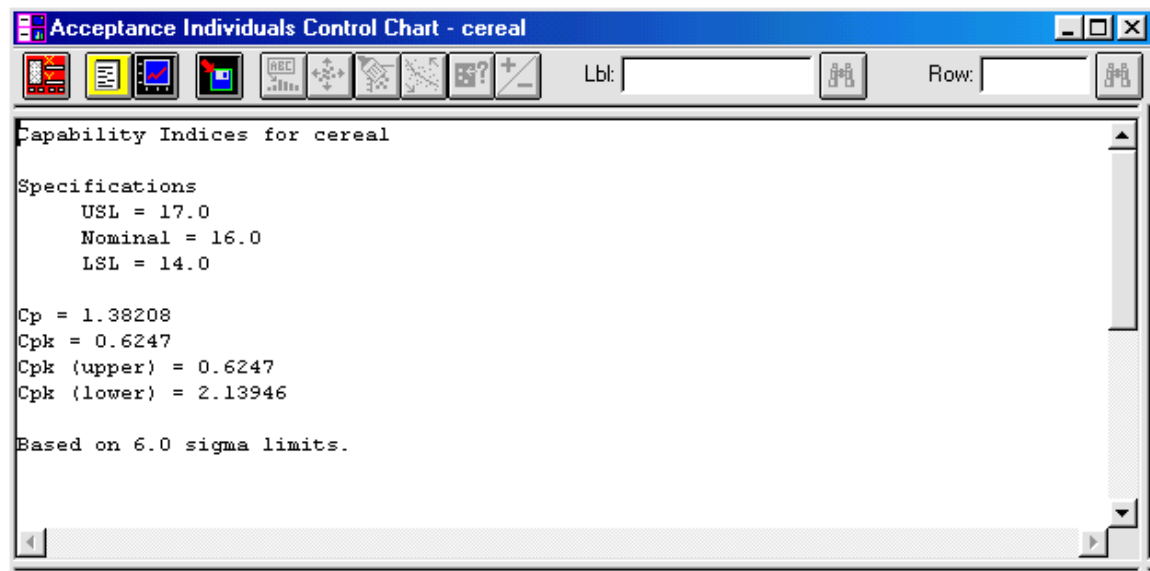 Acceptance Individuals Control Chart - cereal
ABC
Lbl:
Row:
Capability Indices for cereal
Specifications
USL = 17.0
Nominal = 16.0
LSL = 14.0
Cp = 1.38208
Cpk = 0.6247
Cpk (upper) = 0.6247
Cpk (lower) = 2.13946
Based on 6.0 sigma limits.